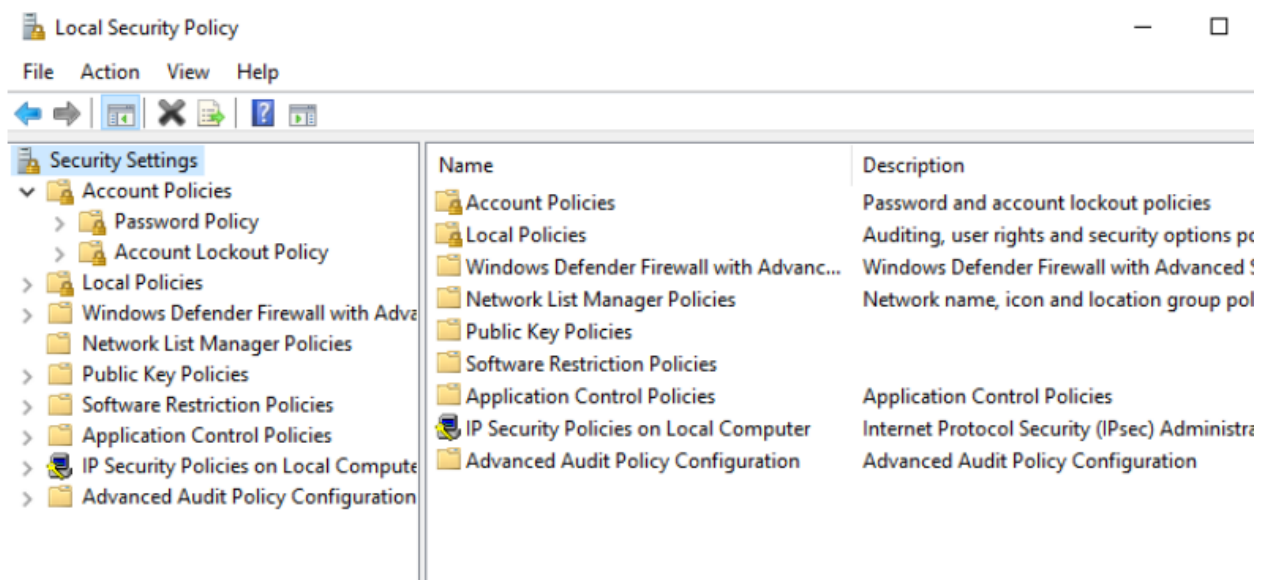 Local Security Policy
File Action View Help
Security Settings
Account Policies
Password Policy
Account Lockout Policy
Local Policies
Windows Defender Firewall with Adva
Network List Manager Policies
Public Key Policies
Software Restriction Policies
Application Control Policies
IP Security Policies on Local Compute
Advanced Audit Policy Configuration
Name Description
Account Policies Password and account lockout policies
Local Policies Auditing, user rights and security options po
Windows Defender Firewall with Advanc... Windows Defender Firewall with Advanced S
Network List Manager Policies Network name, icon and location group pol
Public Key Policies
Software Restriction Policies
Application Control Policies Application Control Policies
IP Security Policies on Local Computer Internet Protocol Security (IPsec) Administra
Advanced Audit Policy Configuration Advanced Audit Policy Configuration